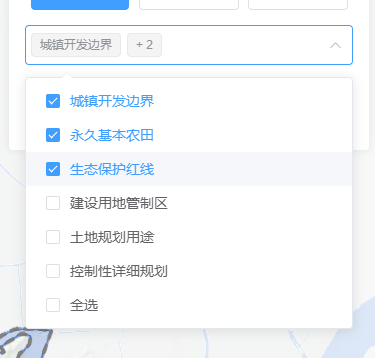 城镇开发边界 + 2
城镇开发边界
永久基本农田
生态保护红线
建设用地管制区
土地规划用途
控制性详细规划
全选